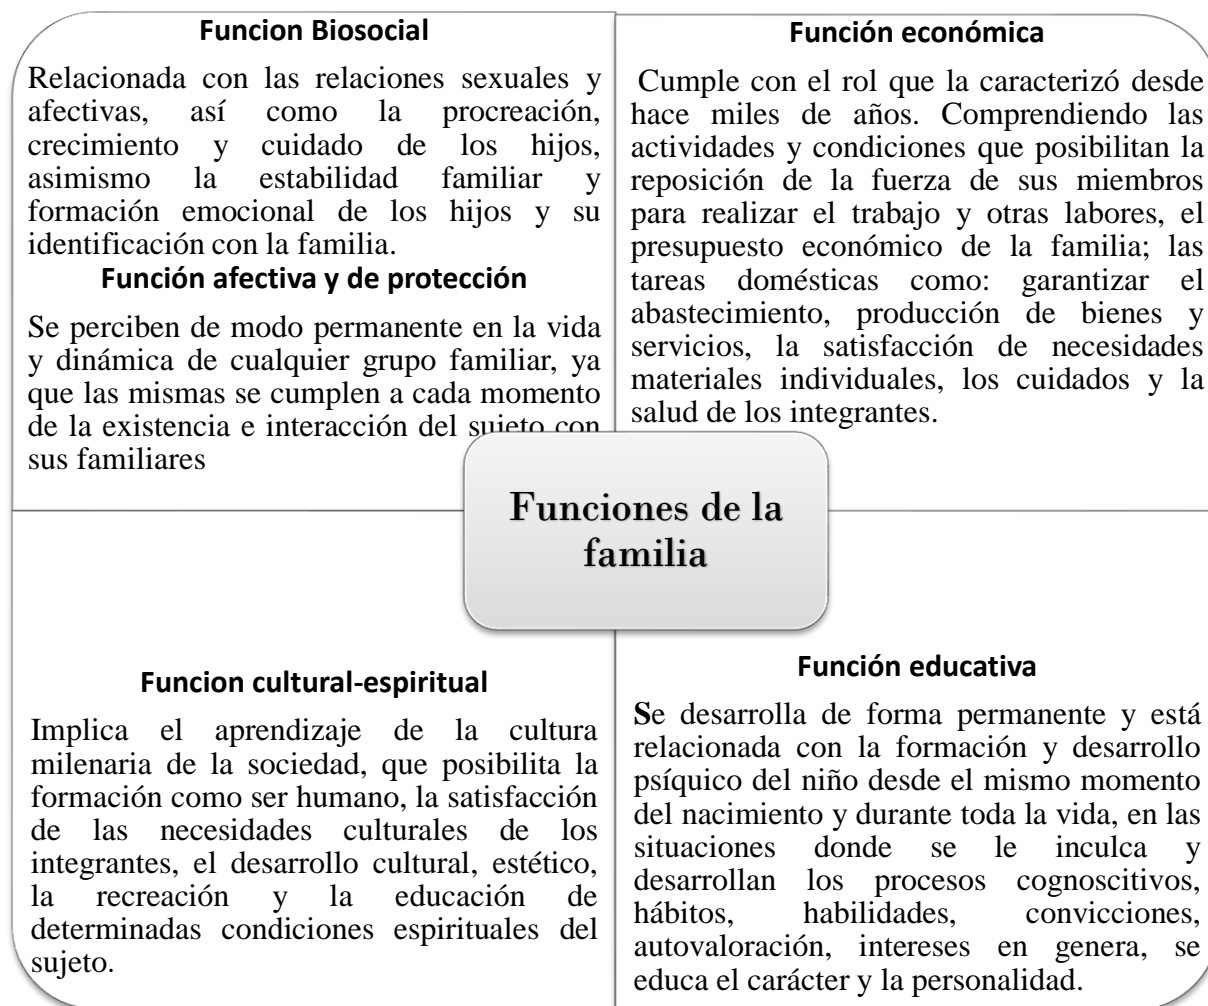 Funcion Biosocial
Relacionada con las relaciones sexuales y
afectivas, así como la procreación,
crecimiento y cuidado de los hijos,
asimismo la estabilidad familiar y
formación emocional de los hijos y su
identificación con la familia.
Función afectiva y de protección
Se perciben de modo permanente en la vida
y dinámica de cualquier grupo familiar, ya
que las mismas se cumplen a cada momento
de la existencia e interacción del sujeto con
sus familiares
Función económica
Cumple con el rol que la caracterizó desde
hace miles de años. Comprendiendo las
actividades y condiciones que posibilitan la
reposición de la fuerza de sus miembros
para realizar el trabajo y otras labores, el
presupuesto económico de la familia; las
tareas domésticas como: garantizar el
abastecimiento, producción de bienes y
servicios, la satisfacción de necesidades
materiales individuales, los cuidados y la
salud de los integrantes.
Funciones de la
familia
Funcion cultural-espiritual
Implica el aprendizaje de la cultura
milenaria de la sociedad, que posibilita la
formación como ser humano, la satisfacción
de las necesidades culturales de los
integrantes, el desarrollo cultural, estético,
la recreación y la educación de
determinadas condiciones espirituales del
sujeto.
Función educativa
Se desarrolla de forma permanente y está
relacionada con la formación y desarrollo
psíquico del niño desde el mismo momento
del nacimiento y durante toda la vida, en las
situaciones donde se le inculca y
desarrollan los procesos cognoscitivos,
hábitos, habilidades, convicciones,
autovaloración, intereses en genera, se
educa el carácter y la personalidad.